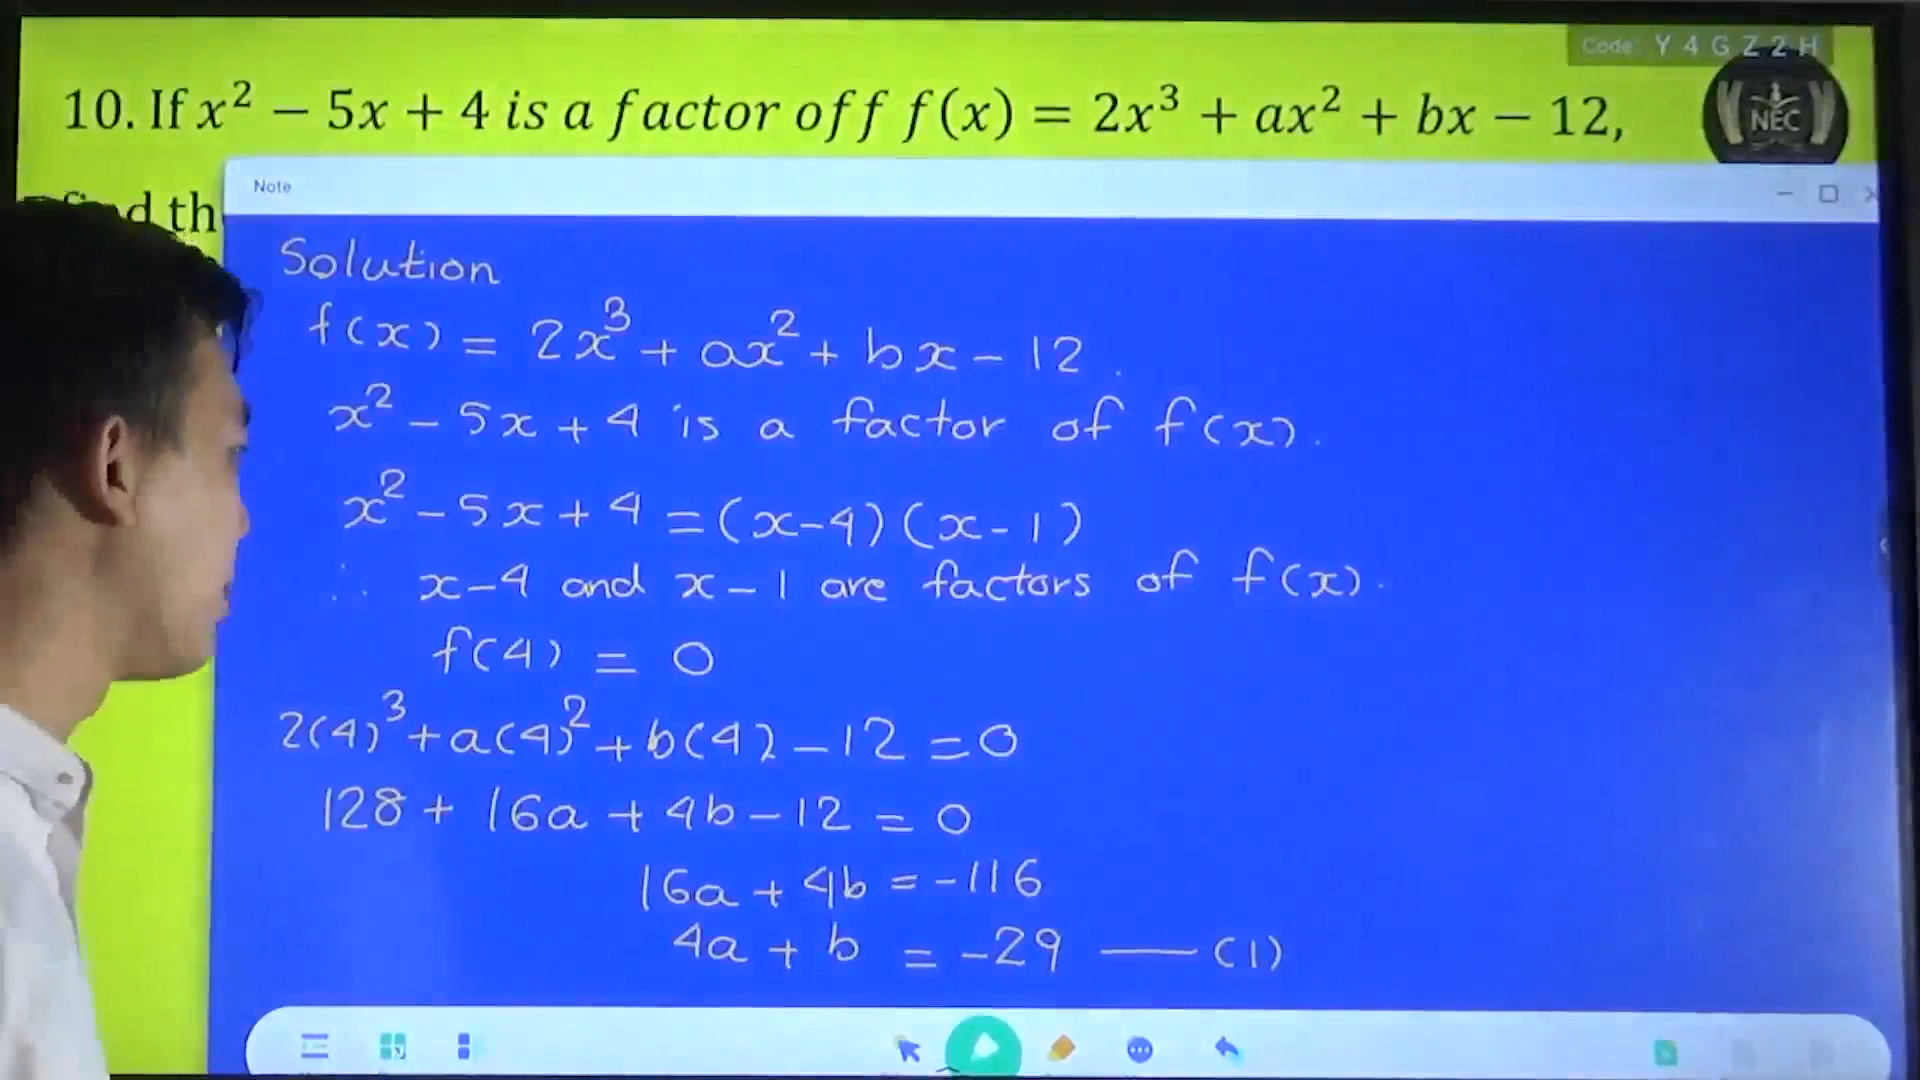 Code: Y 4 G Z 2 H
10. If x² − 5x + 4 is a factor off f(x) = 2x³ + ax² + bx − 12,
NEC
find th
Note
Solution
f(x) = 2x³ + ax² + bx − 12.
x² − 5x + 4 is a factor of f(x).
x² − 5x + 4 = (x−4)(x−1)
∴ x−4 and x−1 are factors of f(x).
f(4) = 0
2(4)³ + a(4)² + b(4) − 12 = 0
128 + 16a + 4b − 12 = 0
16a + 4b = −116
4a + b = −29 —— (1)